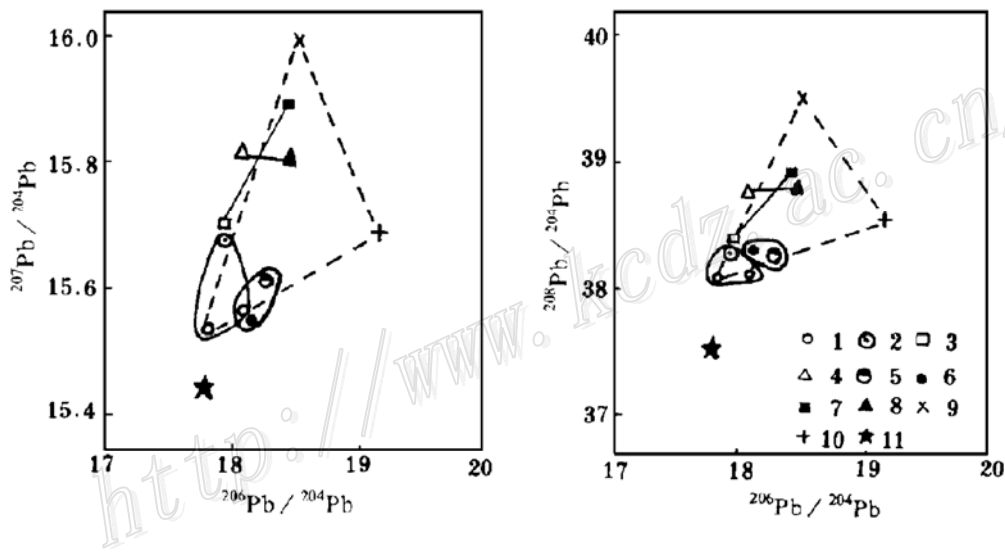 16.0
15.8
15.6
15.4
²⁰⁷Pb / ²⁰⁴Pb
17 18 19 20
²⁰⁶Pb / ²⁰⁴Pb
40
39
38
37
²⁰⁸Pb / ²⁰⁴Pb
17 18 19 20
²⁰⁶Pb / ²⁰⁴Pb
1 2 3
4 5 6
7 8 9
10 11
http://www.kcdz.ac.cn/